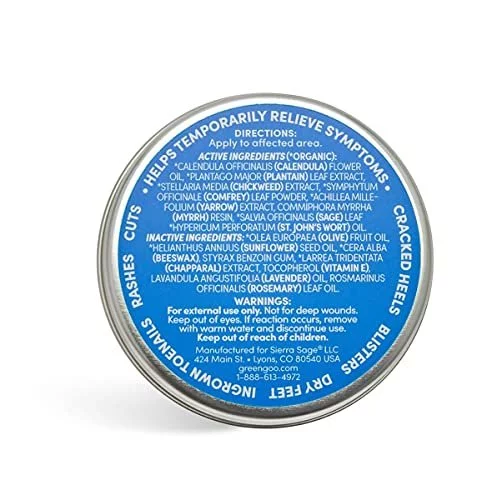 • HELPS TEMPORARILY RELIEVE SYMPTOMS •
CRACKED HEELS BLISTERS DRY FEET INGROWN TOENAILS RASHES CUTS
DIRECTIONS:
Apply to affected area.
ACTIVE INGREDIENTS (*ORGANIC):
*CALENDULA OFFICINALIS (CALENDULA) FLOWER
OIL, *PLANTAGO MAJOR (PLANTAIN) LEAF EXTRACT,
*STELLARIA MEDIA (CHICKWEED) EXTRACT, *SYMPHYTUM
OFFICINALE (COMFREY) LEAF POWDER, *ACHILLEA MILLE-
FOLIUM (YARROW) EXTRACT, COMMIPHORA MYRRHA
(MYRRH) RESIN, *SALVIA OFFICINALIS (SAGE) LEAF
*HYPERICUM PERFORATUM (ST. JOHN'S WORT) OIL.
INACTIVE INGREDIENTS: *OLEA EUROPAEA (OLIVE) FRUIT OIL,
*HELIANTHUS ANNUUS (SUNFLOWER) SEED OIL, *CERA ALBA
(BEESWAX), STYRAX BENZOIN GUM, *LARREA TRIDENTATA
(CHAPPARAL) EXTRACT, TOCOPHEROL (VITAMIN E),
LAVANDULA ANGUSTIFOLIA (LAVENDER) OIL, ROSMARINUS
OFFICINALIS (ROSEMARY) LEAF OIL.
WARNINGS:
For external use only. Not for deep wounds.
Keep out of eyes. If reaction occurs, remove
with warm water and discontinue use.
Keep out of reach of children.
Manufactured for Sierra Sage® LLC
424 Main St. • Lyons, CO 80540 USA
greengoo.com
1-888-613-4972